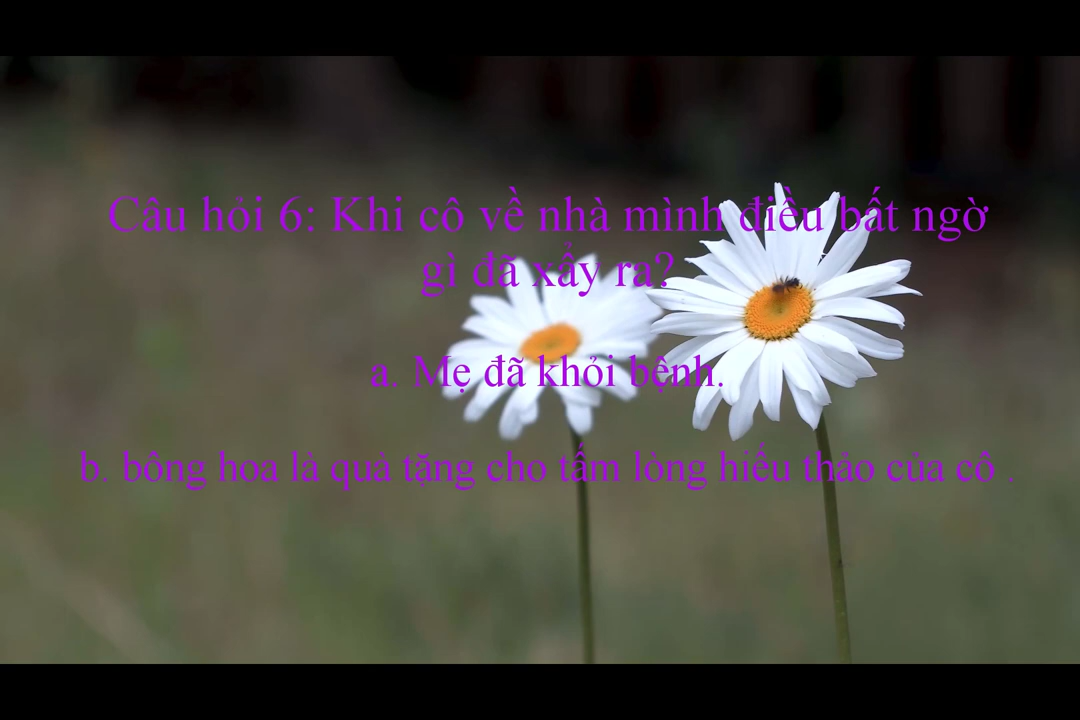 Câu hỏi 6: Khi cô về nhà mình điều bất ngờ
gì đã xẩy ra?
a. Mẹ đã khỏi bệnh.
b. bông hoa là quà tặng cho tấm lòng hiếu thảo của cô .